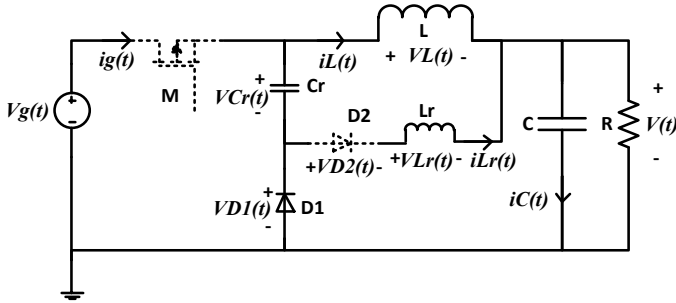 L
ig(t)
iL(t)
+ VL(t) -
M
+
VCr(t)
-
Cr
Vg(t)
+
-
D2
Lr
+VD2(t)-
+VLr(t)-
iLr(t)
C
R
+
V(t)
-
+
VD1(t)
-
D1
iC(t)